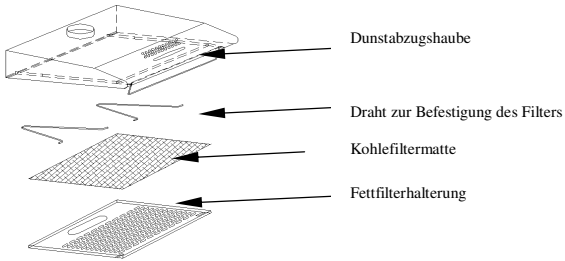 Dunstabzugshaube
Draht zur Befestigung des Filters
Kohlefiltermatte
Fettfilterhalterung